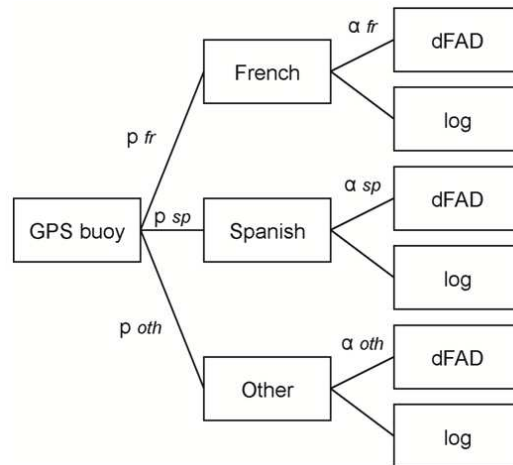 α fr
dFAD
French
log
p fr
α sp
dFAD
p sp
GPS buoy
Spanish
log
p oth
α oth
dFAD
Other
log